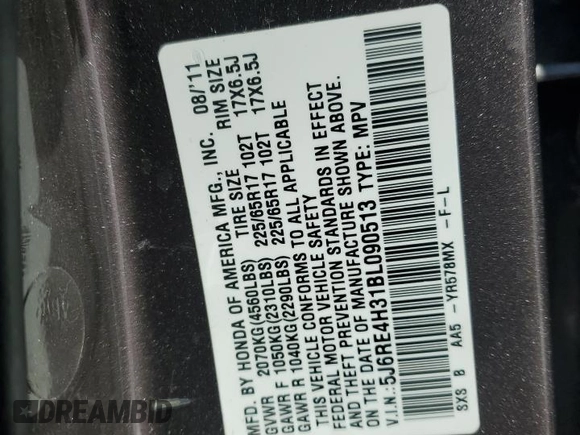 MFD. BY HONDA OF AMERICA MFG., INC. 08/'11
TIRE SIZE RIM SIZE
GVWR 2070KG(4560LBS)
GAWR F 1050KG(2310LBS) 225/65R17 102T 17X6.5J
GAWR R 1040KG(2290LBS) 225/65R17 102T 17X6.5J
THIS VEHICLE CONFORMS TO ALL APPLICABLE
FEDERAL MOTOR VEHICLE SAFETY
AND THEFT PREVENTION STANDARDS IN EFFECT
ON THE DATE OF MANUFACTURE SHOWN ABOVE.
V.I.N.:5J6RE4H31BL090513 TYPE: MPV
SXS B AA5 -YR578MX -F-L
DREAMBID